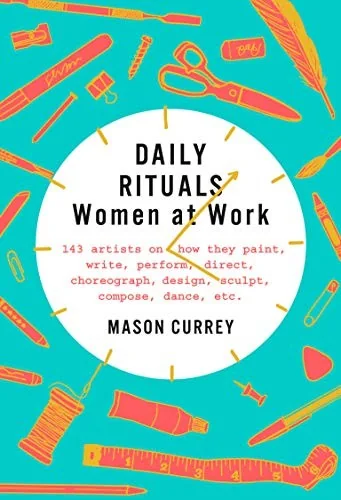 DAILY
RITUALS
Women at Work
143 artists on how they paint,
write, perform, direct,
choreograph, design, sculpt,
compose, dance, etc.
MASON CURREY